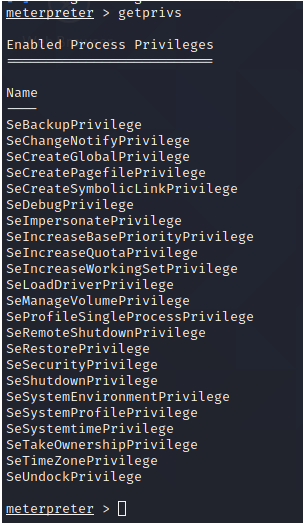 meterpreter > getprivs
Enabled Process Privileges
==========================
Name
----
SeBackupPrivilege
SeChangeNotifyPrivilege
SeCreateGlobalPrivilege
SeCreatePagefilePrivilege
SeCreateSymbolicLinkPrivilege
SeDebugPrivilege
SeImpersonatePrivilege
SeIncreaseBasePriorityPrivilege
SeIncreaseQuotaPrivilege
SeIncreaseWorkingSetPrivilege
SeLoadDriverPrivilege
SeManageVolumePrivilege
SeProfileSingleProcessPrivilege
SeRemoteShutdownPrivilege
SeRestorePrivilege
SeSecurityPrivilege
SeShutdownPrivilege
SeSystemEnvironmentPrivilege
SeSystemProfilePrivilege
SeSystemtimePrivilege
SeTakeOwnershipPrivilege
SeTimeZonePrivilege
SeUndockPrivilege
meterpreter >